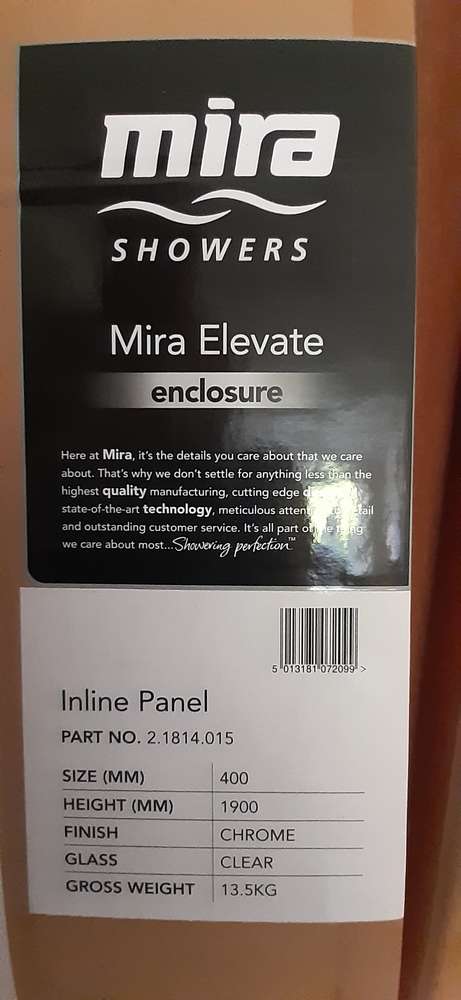 mira
SHOWERS
Mira Elevate
enclosure
Here at Mira, it's the details you care about that we care
about. That's why we don't settle for anything less than the
highest quality manufacturing, cutting edge
state-of-the-art technology, meticulous
and outstanding customer service. It's all part of
we care about most...Showering perfection™
5 013181 072099 >
Inline Panel
PART NO. 2.1814.015
SIZE (MM) 400
HEIGHT (MM) 1900
FINISH CHROME
GLASS CLEAR
GROSS WEIGHT 13.5KG